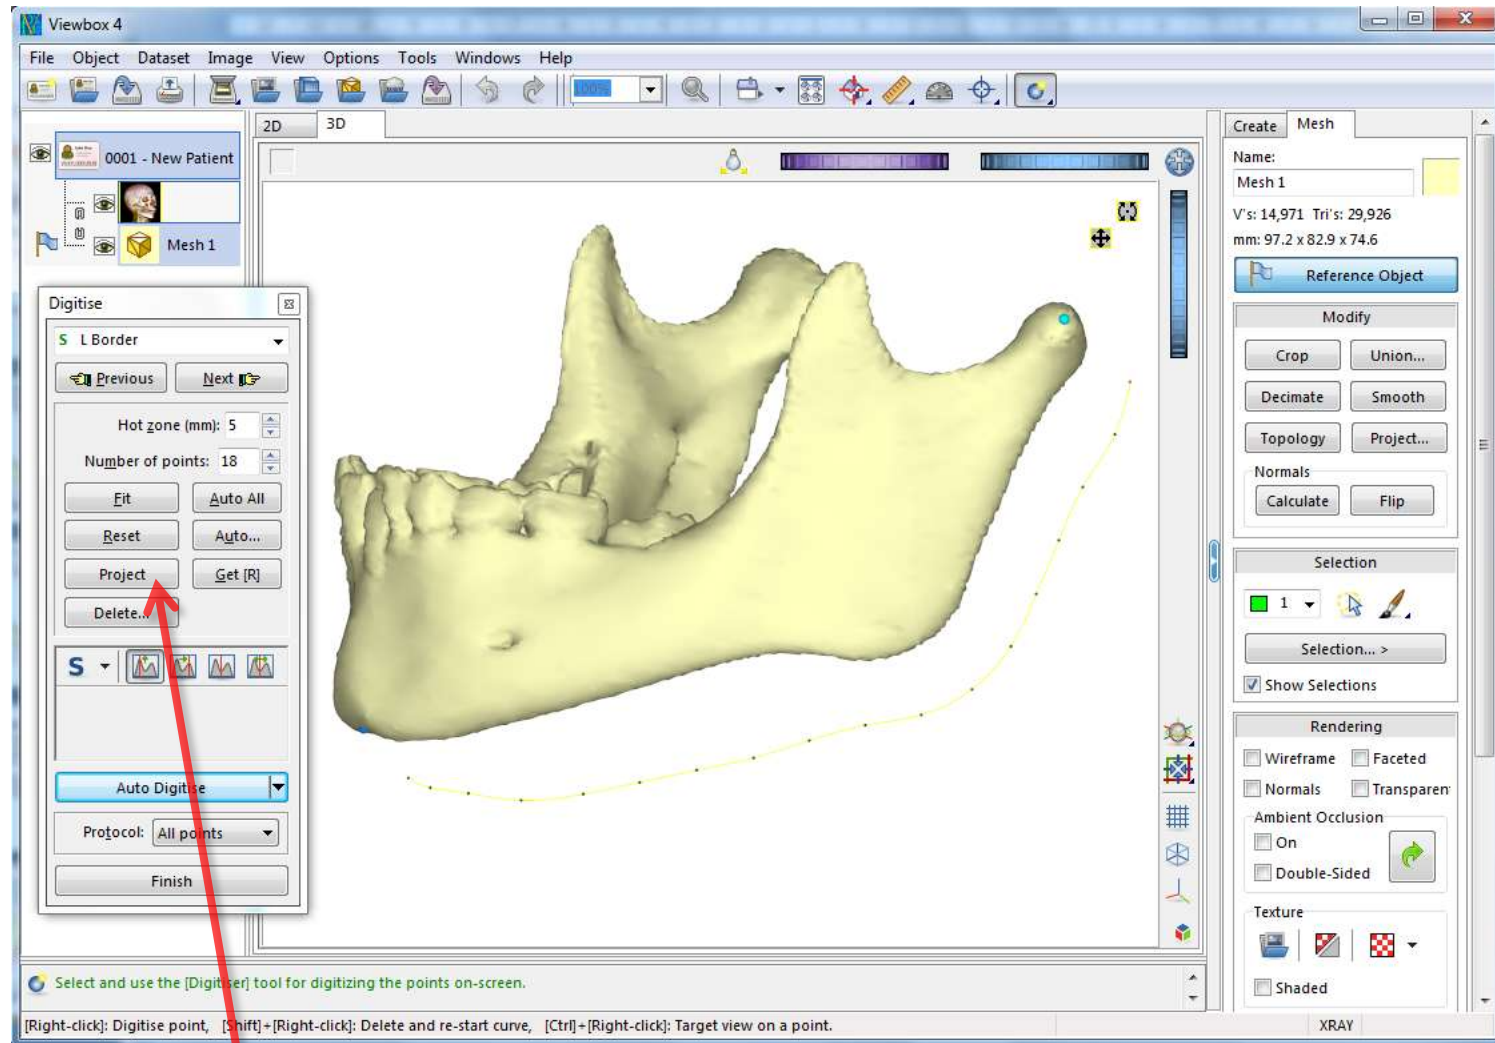 Viewbox 4
File Object Dataset Image View Options Tools Windows Help
100%
0001 - New Patient
Mesh 1
2D 3D
Digitise
S L Border
Previous Next
Hot zone (mm): 5
Number of points: 18
Fit Auto All
Reset Auto...
Project Get [R]
Delete...
S
Auto Digitise
Protocol: All points
Finish
Create Mesh
Name:
Mesh 1
V's: 14,971 Tri's: 29,926
mm: 97.2 x 82.9 x 74.6
Reference Object
Modify
Crop Union...
Decimate Smooth
Topology Project...
Normals
Calculate Flip
Selection
1
Selection... >
Show Selections
Rendering
Wireframe Faceted
Normals Transparen
Ambient Occlusion
On
Double-Sided
Texture
Shaded
Select and use the [Digitiser] tool for digitizing the points on-screen.
[Right-click]: Digitise point, [Shift]+[Right-click]: Delete and re-start curve, [Ctrl]+[Right-click]: Target view on a point.
XRAY